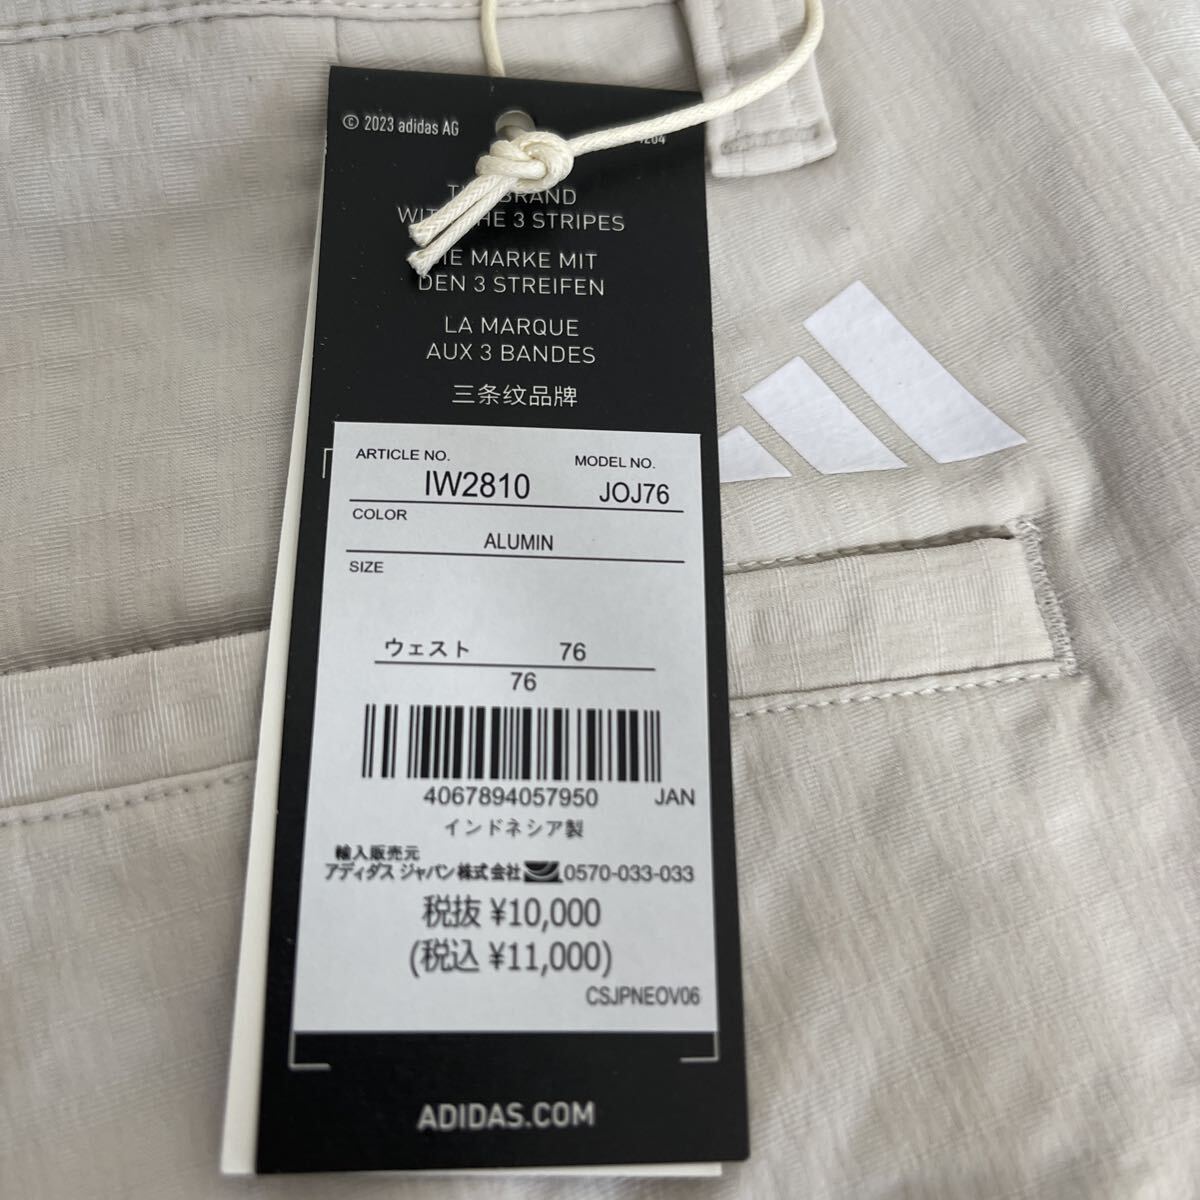 © 2023 adidas AG
BRAND
THE 3 STRIPES
MARKE MIT
DEN 3 STREIFEN
LA MARQUE
AUX 3 BANDES
三条纹品牌
ARTICLE NO. MODEL NO.
IW2810 JOJ76
COLOR
ALUMIN
SIZE
ウェスト 76
76
4067894057950 JAN
インドネシア製
輸入販売元
アディダス ジャパン株式会社 0570-033-033
税抜 ¥10,000
(税込 ¥11,000)
CSJPNEOV06
ADIDAS.COM